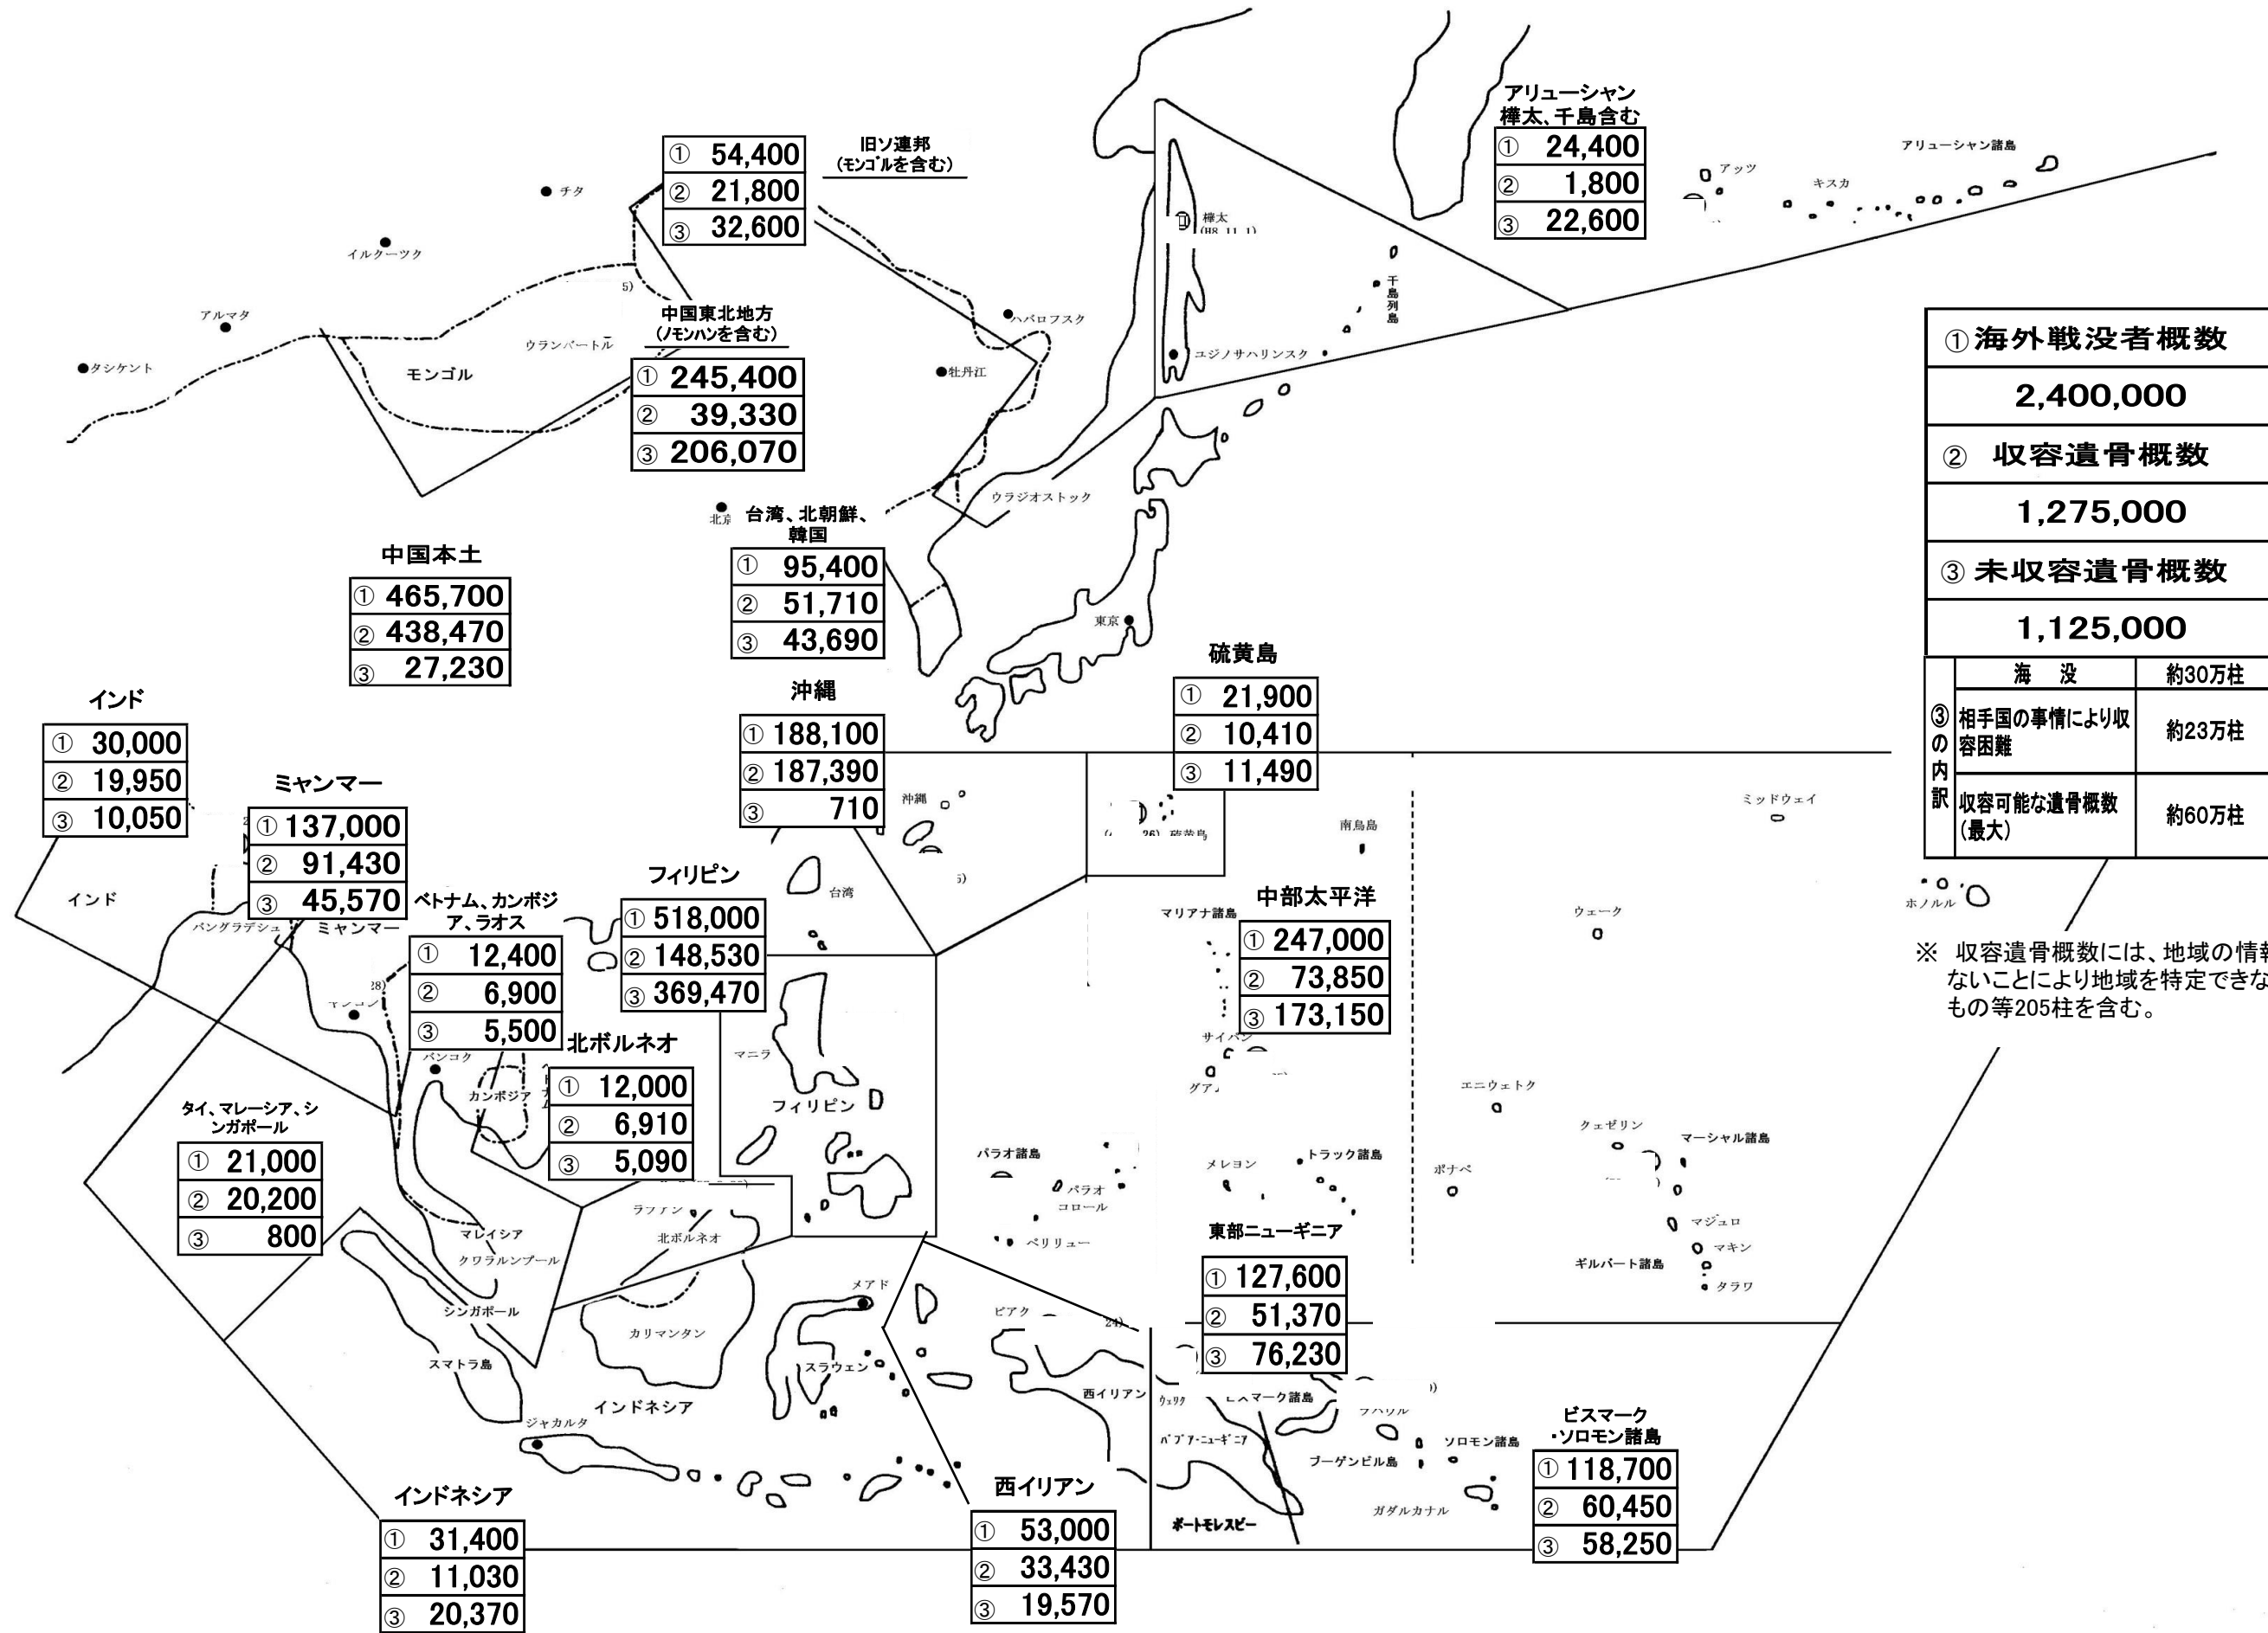 アリューシャン
樺太、千島含む
① 24,400
② 1,800
③ 22,600
旧ソ連邦
(モンゴルを含む)
① 54,400
② 21,800
③ 32,600
アリューシャン諸島
アッツ
キスカ
チタ
イルクーツク
アルマタ
タシケント
モンゴル
ウランバートル
5)
樺太
(H8.11.1)
千島列島
ハバロフスク
ユジノサハリンスク
牡丹江
ウラジオストック
中国東北地方
(ノモンハンを含む)
① 245,400
② 39,330
③ 206,070
①海外戦没者概数
2,400,000
② 収容遺骨概数
1,275,000
③未収容遺骨概数
1,125,000
③の内訳
海 没 約30万柱
相手国の事情により収容困難 約23万柱
収容可能な遺骨概数(最大) 約60万柱
※ 収容遺骨概数には、地域の情
ないことにより地域を特定できな
もの等205柱を含む。
北京
台湾、北朝鮮、
韓国
① 95,400
② 51,710
③ 43,690
中国本土
① 465,700
② 438,470
③ 27,230
東京
硫黄島
① 21,900
② 10,410
③ 11,490
沖縄
① 188,100
② 187,390
③ 710
インド
① 30,000
② 19,950
③ 10,050
ミャンマー
① 137,000
② 91,430
③ 45,570
沖縄
5)
台湾
26) 硫黄島
南鳥島
ミッドウェイ
ホノルル
ウェーク
インド
バングラデシュ
ミャンマー
28)
ベトナム、カンボジ
ア、ラオス
① 12,400
② 6,900
③ 5,500
フィリピン
① 518,000
② 148,530
③ 369,470
中部太平洋
① 247,000
② 73,850
③ 173,150
マリアナ諸島
サイパン
バンコク
カンボジア
北ボルネオ
① 12,000
② 6,910
③ 5,090
マニラ
フィリピン
エニウェトク
クェゼリン
マーシャル諸島
タイ、マレーシア、シ
ンガポール
① 21,000
② 20,200
③ 800
パラオ諸島
パラオ
コロール
ペリリュー
メレヨン
トラック諸島
ポナペ
マジュロ
マキン
タラワ
ギルバート諸島
マレイシア
クワラルンプール
シンガポール
北ボルネオ
カリマンタン
メアド
スラウェシ
ビアク
24)
東部ニューギニア
① 127,600
② 51,370
③ 76,230
スマトラ島
ジャカルタ
インドネシア
西イリアン
パプア・ニューギニア
ブーゲンビル島
ソロモン諸島
ガダルカナル
ポートモレスビー
ビスマーク
・ソロモン諸島
① 118,700
② 60,450
③ 58,250
インドネシア
① 31,400
② 11,030
③ 20,370
西イリアン
① 53,000
② 33,430
③ 19,570